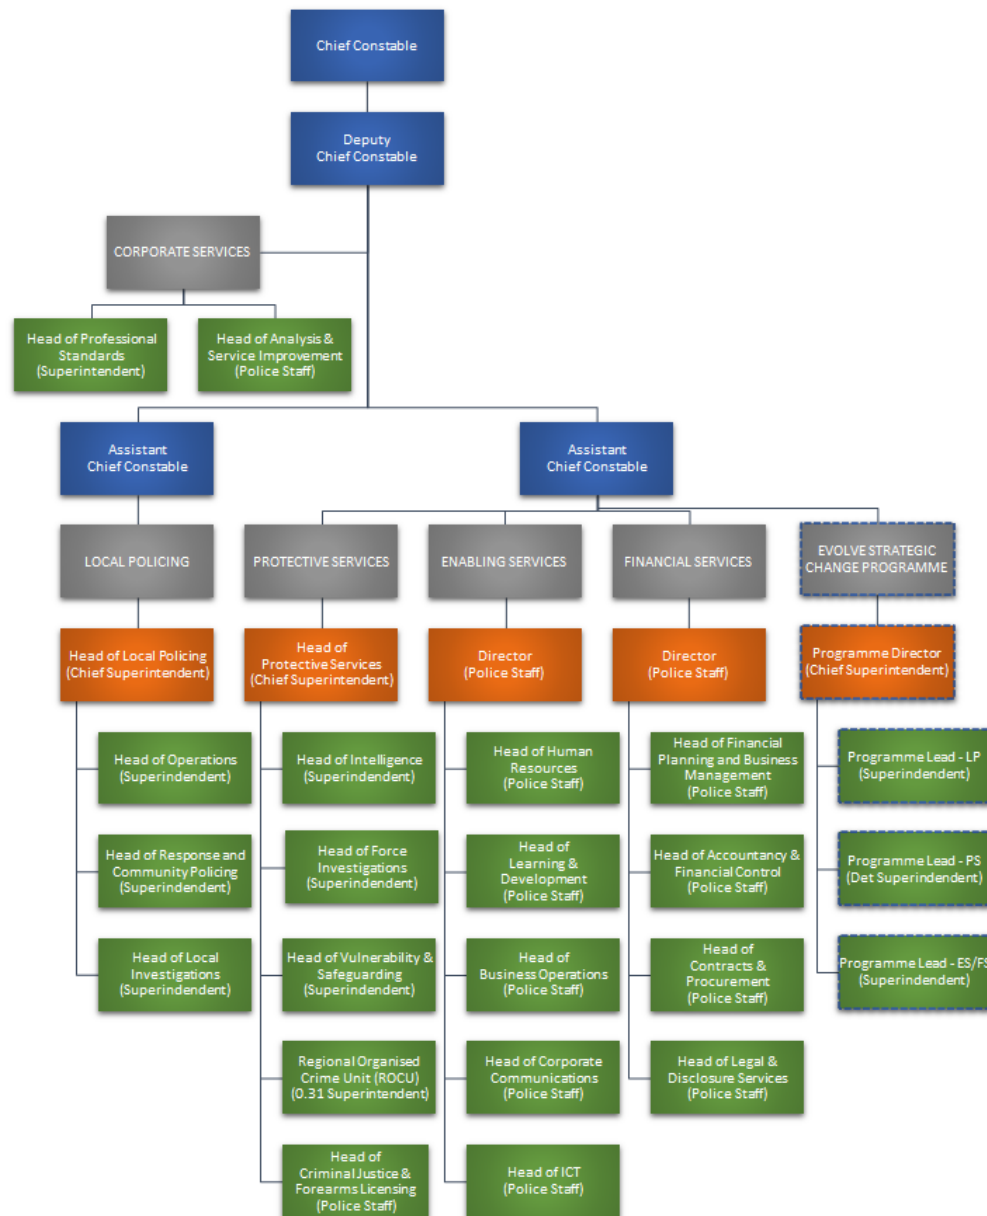 Chief Constable
Deputy
Chief Constable
CORPORATE SERVICES
Head of Professional
Standards
(Superintendent)
Head of Analysis &
Service Improvement
(Police Staff)
Assistant
Chief Constable
Assistant
Chief Constable
LOCAL POLICING
PROTECTIVE SERVICES
ENABLING SERVICES
FINANCIAL SERVICES
EVOLVE STRATEGIC
CHANGE PROGRAMME
Head of Local Policing
(Chief Superintendent)
Head of
Protective Services
(Chief Superintendent)
Director
(Police Staff)
Director
(Police Staff)
Programme Director
(Chief Superintendent)
Head of Operations
(Superindendent)
Head of Intelligence
(Superindendent)
Head of Human
Resources
(Police Staff)
Head of Financial
Planning and Business
Management
(Police Staff)
Programme Lead - LP
(Superindendent)
Head of Response and
Community Policing
(Superindendent)
Head of Force
Investigations
(Superindendent)
Head of
Learning &
Development
(Police Staff)
Head of Accountancy &
Financial Control
(Police Staff)
Programme Lead - PS
(Det Superindendent)
Head of Local
Investigations
(Superindendent)
Head of Vulnerability &
Safeguarding
(Superindendent)
Head of
Business Operations
(Police Staff)
Head of
Contracts &
Procurement
(Police Staff)
Programme Lead - ES/FS
(Superindendent)
Regional Organised
Crime Unit (ROCU)
(0.31 Superintendent)
Head of Corporate
Communications
(Police Staff)
Head of Legal &
Disclosure Services
(Police Staff)
Head of
Criminal Justice &
Forearms Licensing
(Police Staff)
Head of ICT
(Police Staff)